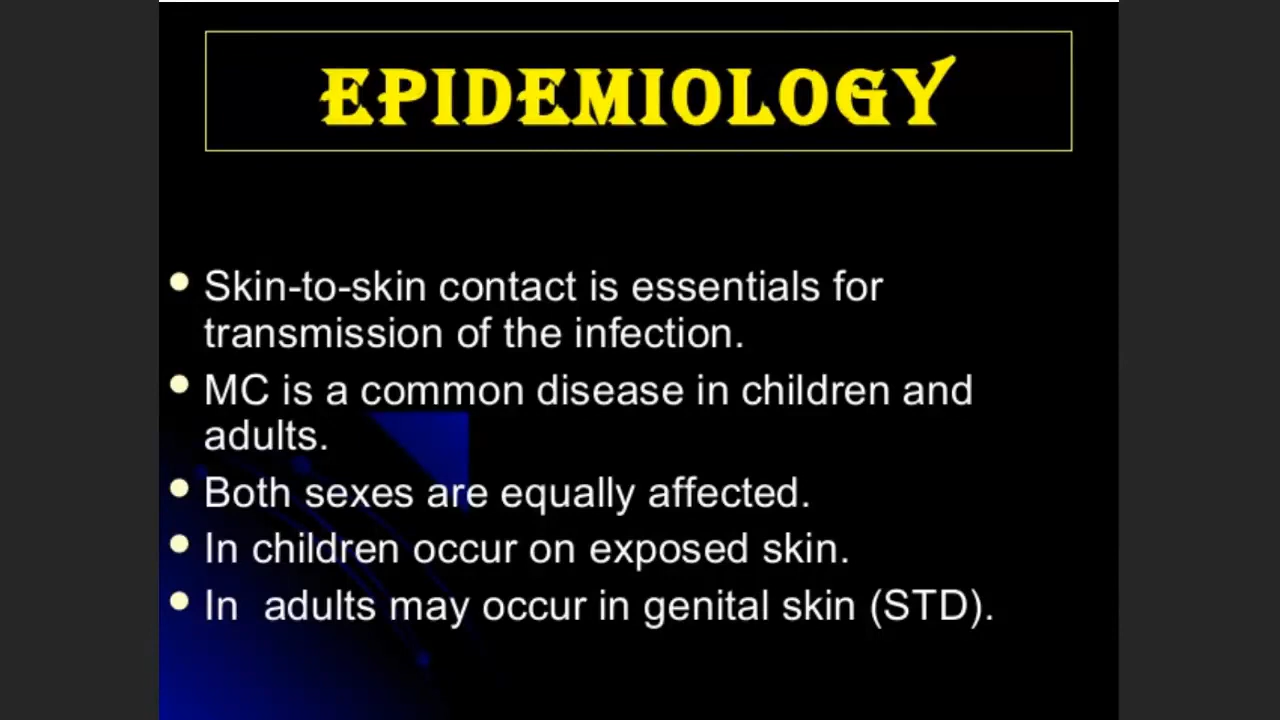 EPIDEMIOLOGY
• Skin-to-skin contact is essentials for
transmission of the infection.
• MC is a common disease in children and
adults.
• Both sexes are equally affected.
• In children occur on exposed skin.
• In  adults may occur in genital skin (STD).